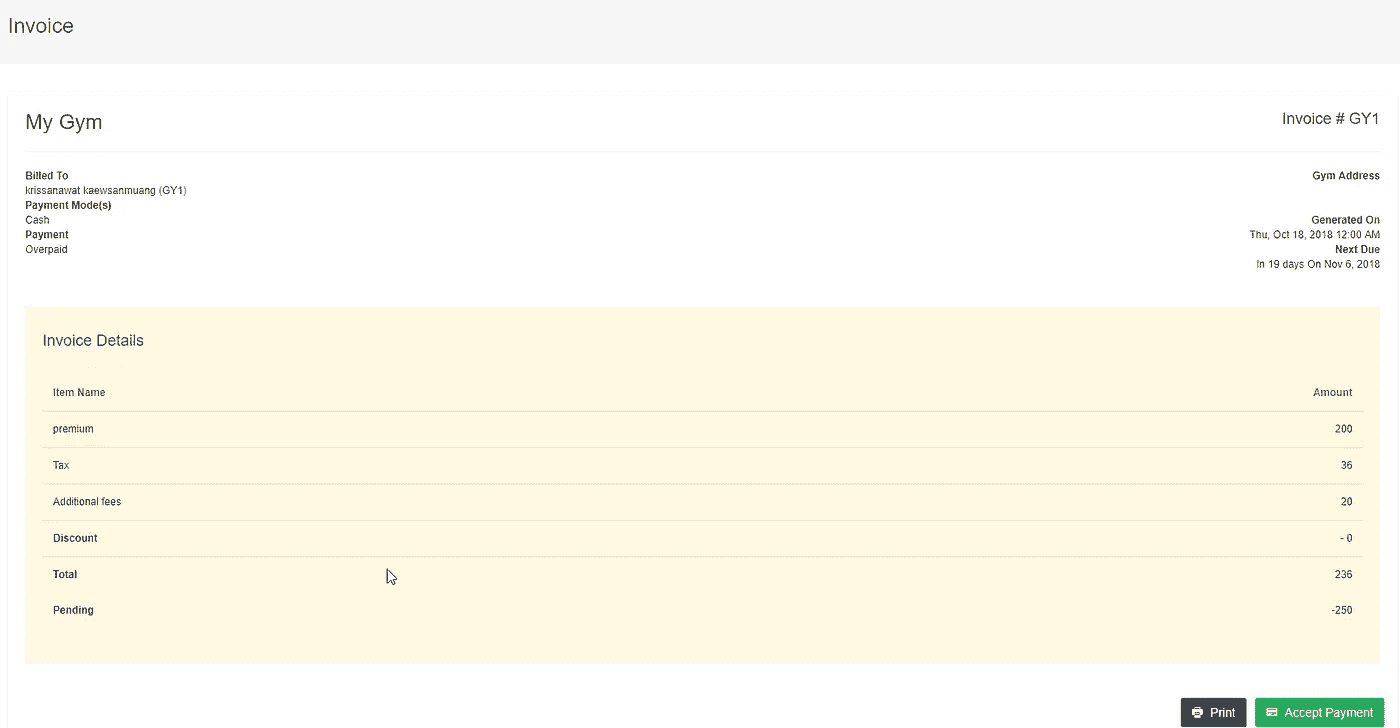 Invoice
My Gym
Invoice # GY1
Billed To
krissanawat kaewsanmuang (GY1)
Payment Mode(s)
Cash
Payment
Overpaid
Gym Address
Generated On
Thu, Oct 18, 2018 12:00 AM
Next Due
In 19 days On Nov 6, 2018
Invoice Details
Item Name Amount
premium 200
Tax 36
Additional fees 20
Discount - 0
Total 236
Pending -250
Print Accept Payment